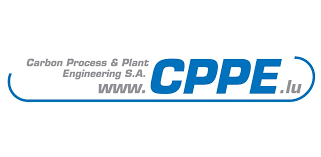 Carbon Process & Plant
Engineering S.A.
www.CPPE.lu